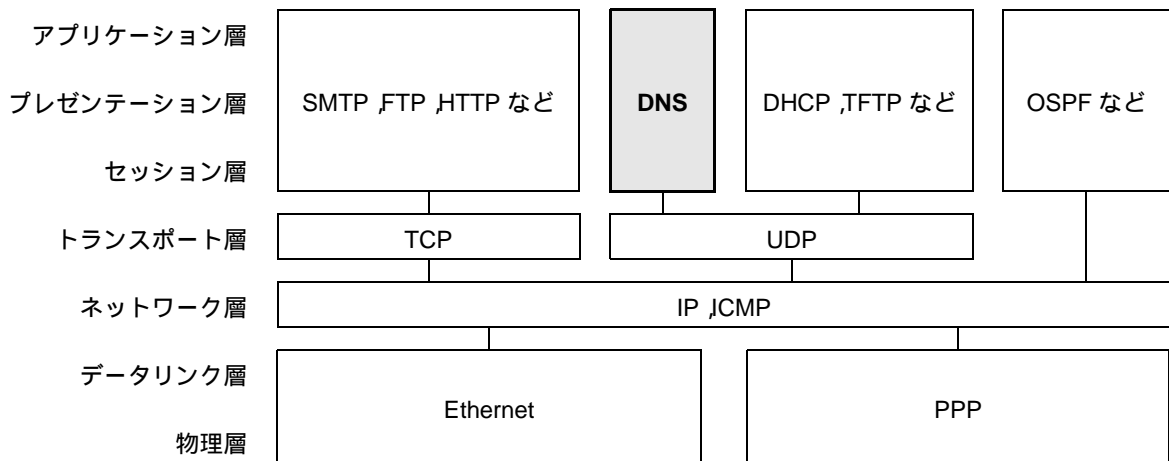 アプリケーション層
プレゼンテーション層
セッション層
SMTP ,FTP ,HTTP など
DNS
DHCP ,TFTP など
OSPF など
トランスポート層
TCP
UDP
ネットワーク層
IP ,ICMP
データリンク層
物理層
Ethernet
PPP